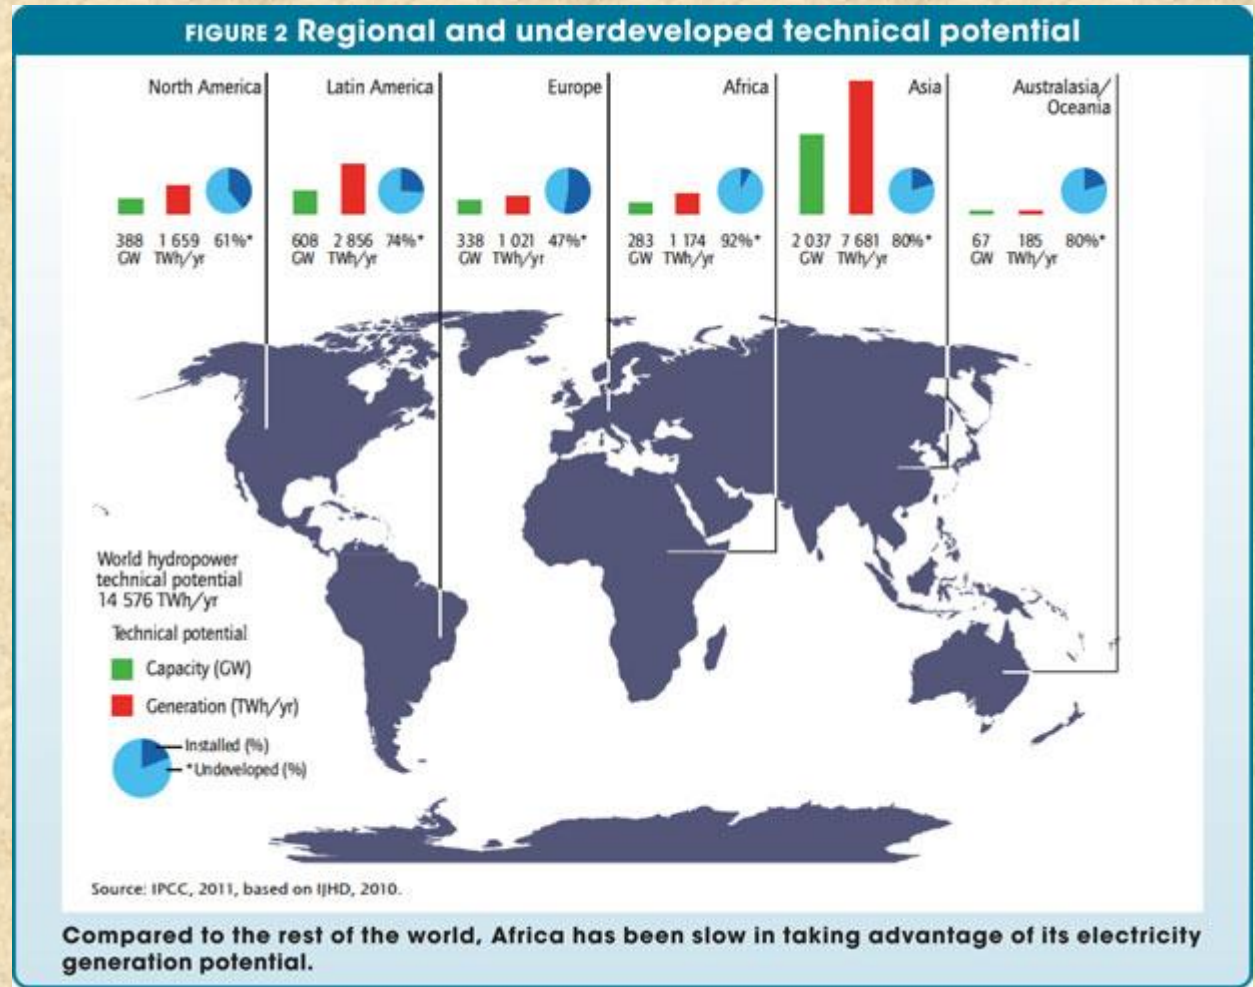 FIGURE 2 Regional and underdeveloped technical potential
North America
388 GW
1 659 TWh/yr
61%*
Latin America
608 GW
2 856 TWh/yr
74%*
Europe
338 GW
1 021 TWh/yr
47%*
Africa
283 GW
1 174 TWh/yr
92%*
Asia
2 037 GW
7 681 TWh/yr
80%*
Australasia/
Oceania
67 GW
185 TWh/yr
80%*
World hydropower
technical potential
14 576 TWh/yr
Technical potential
Capacity (GW)
Generation (TWh/yr)
Installed (%)
*Undeveloped (%)
Source: IPCC, 2011, based on IJHD, 2010.
Compared to the rest of the world, Africa has been slow in taking advantage of its electricity
generation potential.